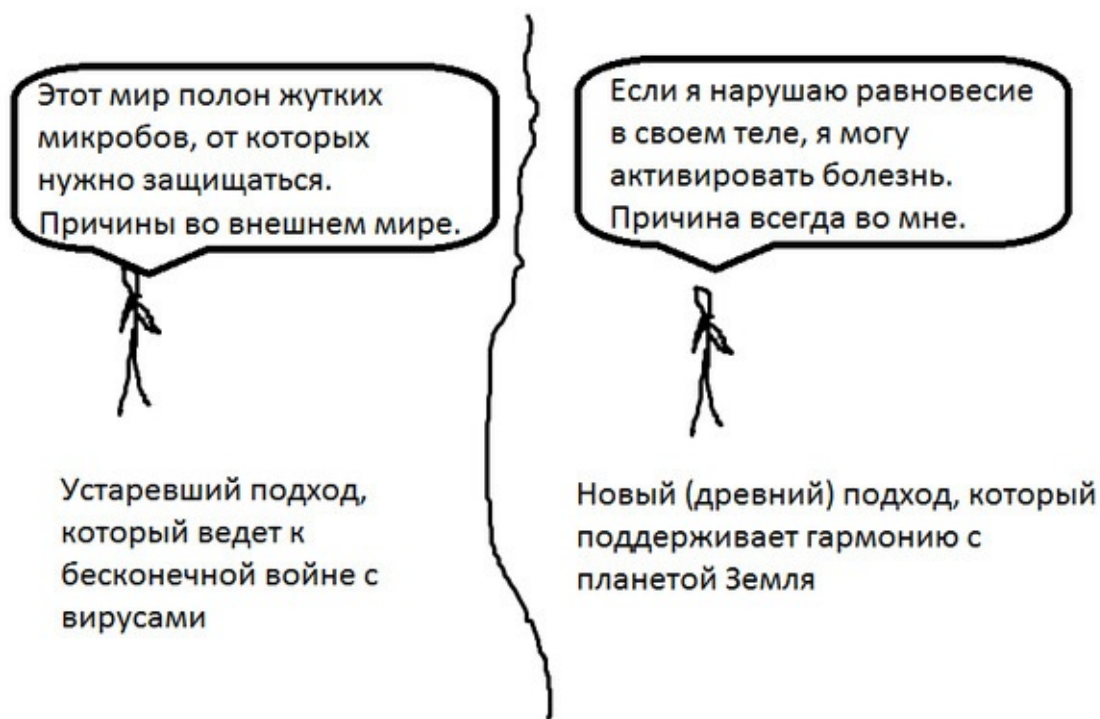 Этот мир полон жутких
микробов, от которых
нужно защищаться.
Причины во внешнем мире.
Если я нарушаю равновесие
в своем теле, я могу
активировать болезнь.
Причина всегда во мне.
Устаревший подход,
который ведет к
бесконечной войне с
вирусами
Новый (древний) подход, который
поддерживает гармонию с
планетой Земля